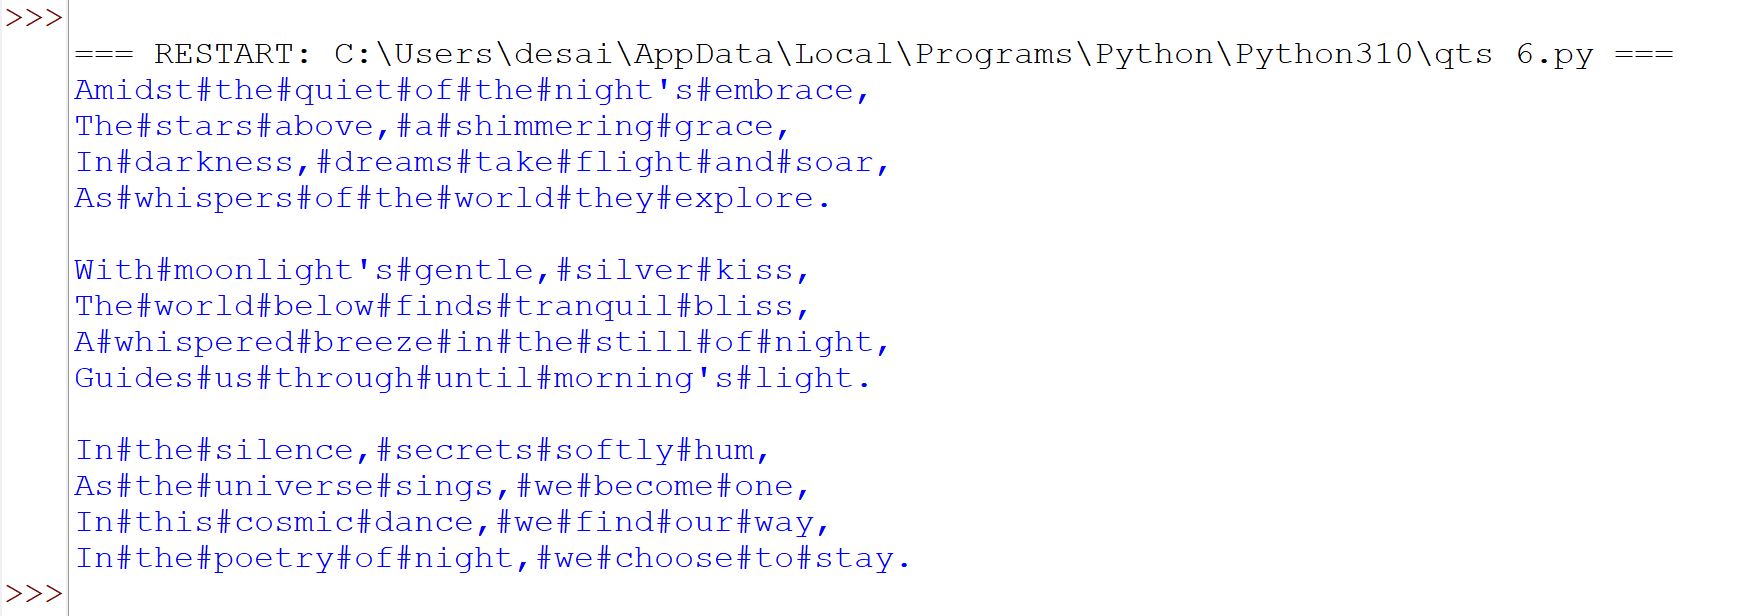 >>>
=== RESTART: C:\Users\desai\AppData\Local\Programs\Python\Python310\qts 6.py ===
Amidst#the#quiet#of#the#night's#embrace,
The#stars#above,#a#shimmering#grace,
In#darkness,#dreams#take#flight#and#soar,
As#whispers#of#the#world#they#explore.

With#moonlight's#gentle,#silver#kiss,
The#world#below#finds#tranquil#bliss,
A#whispered#breeze#in#the#still#of#night,
Guides#us#through#until#morning's#light.

In#the#silence,#secrets#softly#hum,
As#the#universe#sings,#we#become#one,
In#this#cosmic#dance,#we#find#our#way,
In#the#poetry#of#night,#we#choose#to#stay.
>>>